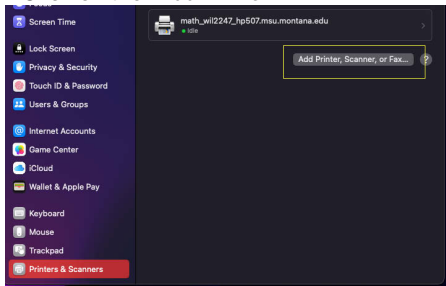 Screen Time
Lock Screen
Privacy & Security
Touch ID & Password
Users & Groups
Internet Accounts
Game Center
iCloud
Wallet & Apple Pay
Keyboard
Mouse
Trackpad
Printers & Scanners
math_wil2247_hp507.msu.montana.edu
Idle
Add Printer, Scanner, or Fax...
?